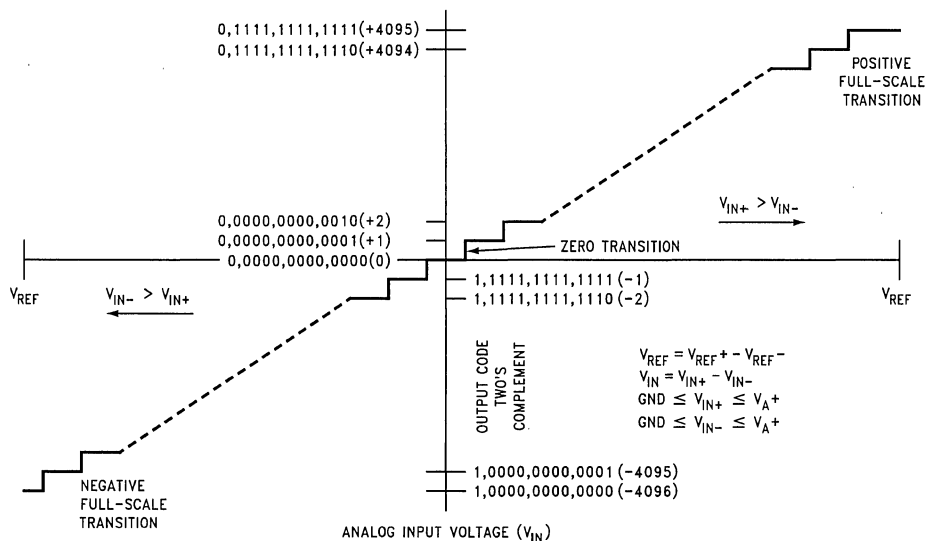 0,1111,1111,1111(+4095)
0,1111,1111,1110(+4094)
POSITIVE
FULL-SCALE
TRANSITION
V_IN+ > V_IN-
0,0000,0000,0010(+2)
0,0000,0000,0001(+1)
0,0000,0000,0000(0)
ZERO TRANSITION
V_REF
V_REF
V_IN- > V_IN+
1,1111,1111,1111(-1)
1,1111,1111,1110(-2)
OUTPUT CODE
TWO'S
COMPLEMENT
V_REF = V_REF+ - V_REF-
V_IN = V_IN+ - V_IN-
GND ≤ V_IN+ ≤ V_A+
GND ≤ V_IN- ≤ V_A+
1,0000,0000,0001(-4095)
1,0000,0000,0000(-4096)
NEGATIVE
FULL-SCALE
TRANSITION
ANALOG INPUT VOLTAGE (V_IN)